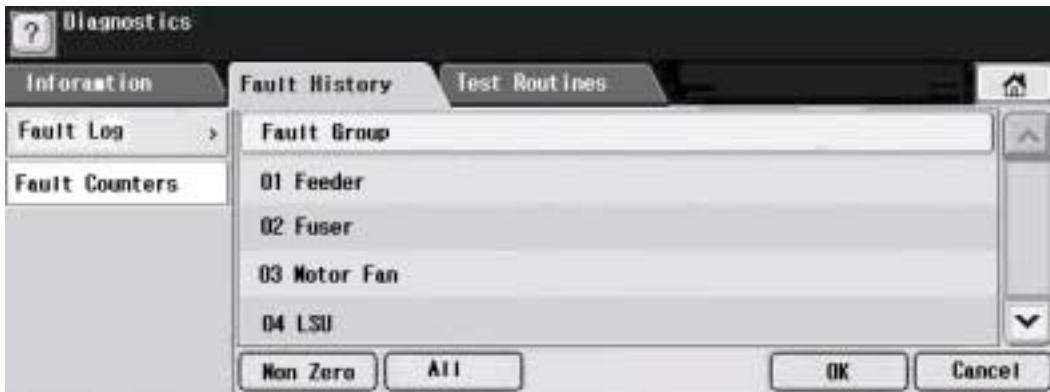 ? Diagnostics
Inforamtion Fault History Test Routines
Fault Log >
Fault Counters
Fault Group
01 Feeder
02 Fuser
03 Motor Fan
04 LSU
Non Zero All OK Cancel